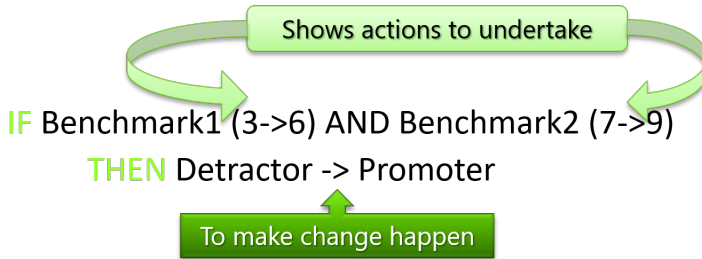 Shows actions to undertake
IF Benchmark1 (3->6) AND Benchmark2 (7->9)
THEN Detractor -> Promoter
To make change happen